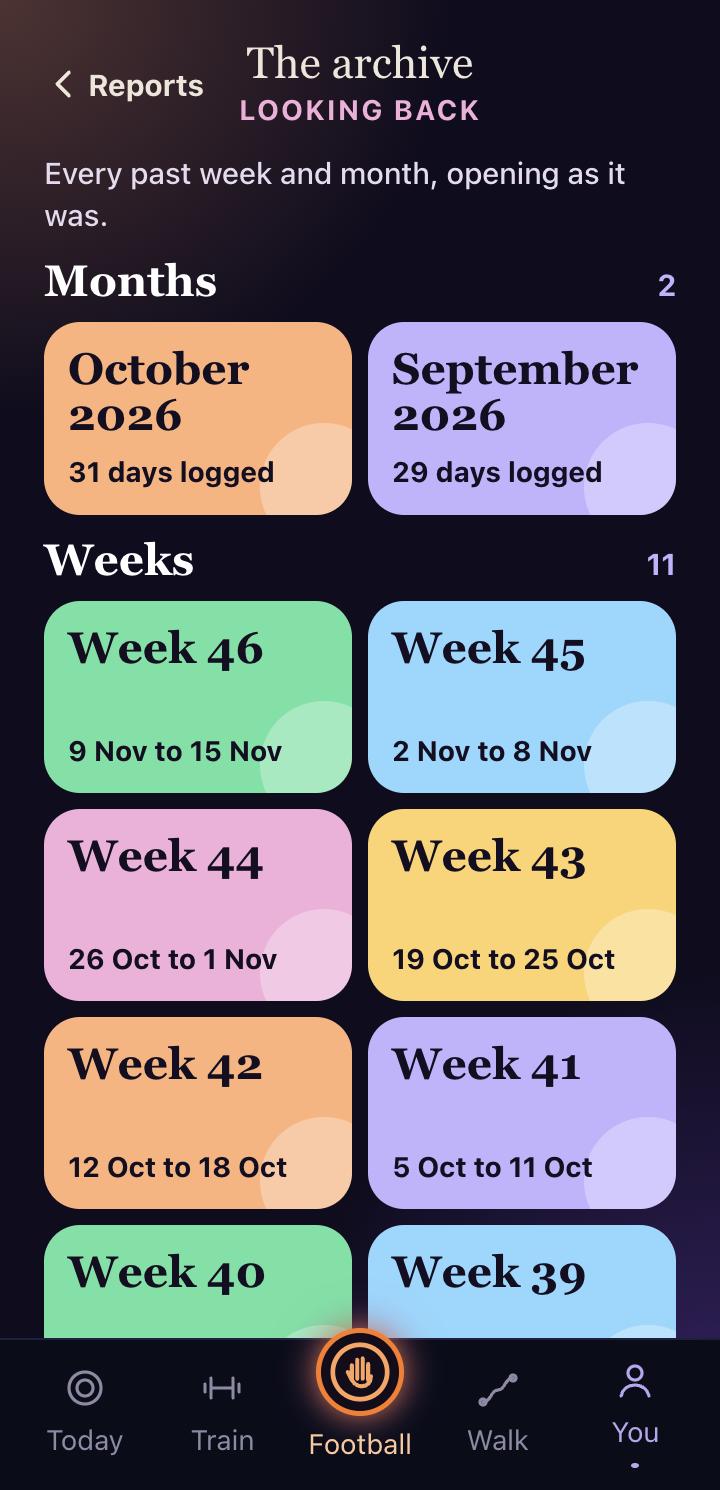 Reports
The archive
LOOKING BACK
Every past week and month, opening as it
was.
Months
2
October
2026
31 days logged
September
2026
29 days logged
Weeks
11
Week 46
9 Nov to 15 Nov
Week 45
2 Nov to 8 Nov
Week 44
26 Oct to 1 Nov
Week 43
19 Oct to 25 Oct
Week 42
12 Oct to 18 Oct
Week 41
5 Oct to 11 Oct
Week 40
Week 39
Today
Train
Football
Walk
You